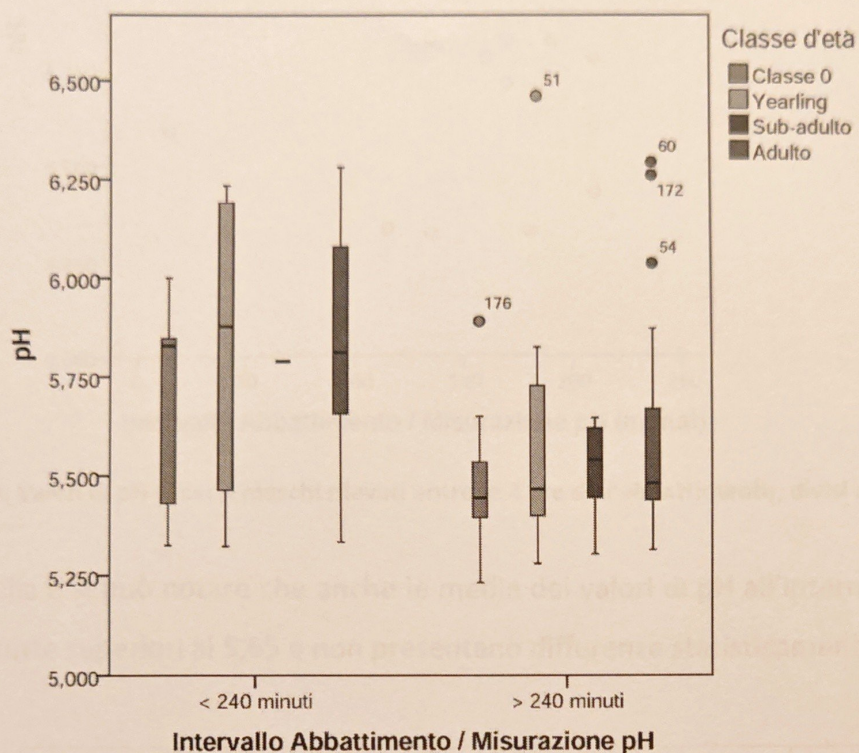 Classe d'età
Classe 0
Yearling
Sub-adulto
Adulto
pH
6,500
6,250
6,000
5,750
5,500
5,250
5,000
51
60
172
54
176
< 240 minuti
> 240 minuti
Intervallo Abbattimento / Misurazione pH